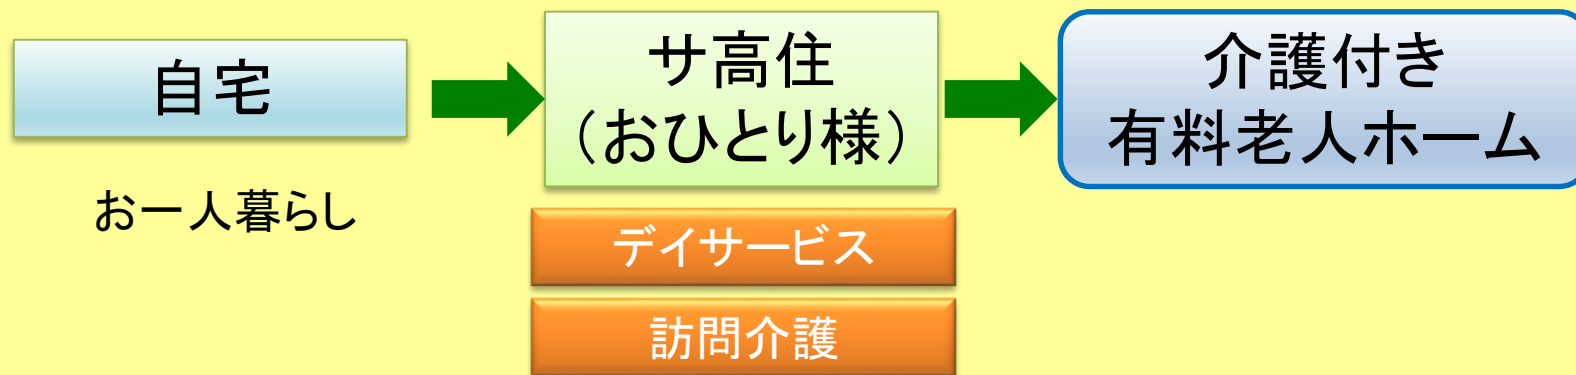 自宅
お一人暮らし
サ高住
(おひとり様)
デイサービス
訪問介護
介護付き
有料老人ホーム